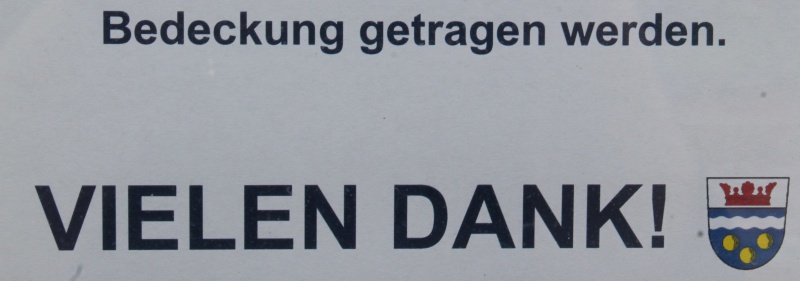 Bedeckung getragen werden.
VIELEN DANK!